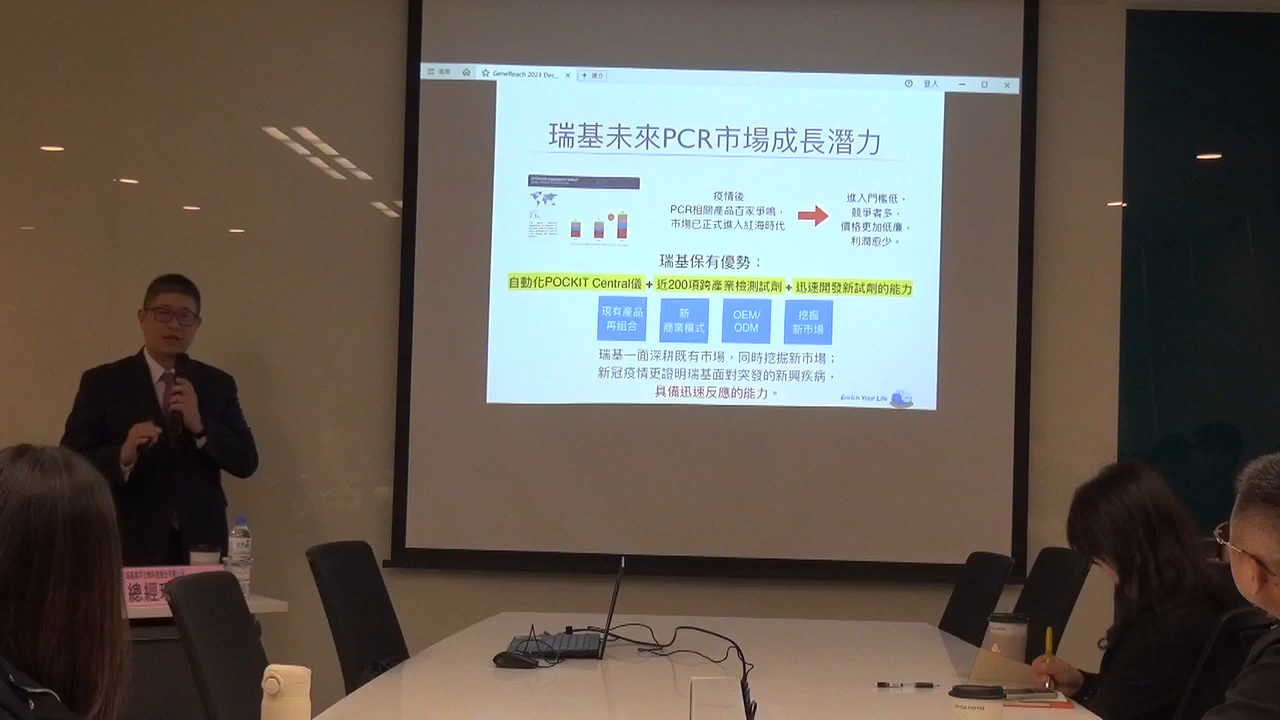 GeneReach 2023 Dec...
建立
登入
瑞基未來PCR市場成長潛力
疫情後
PCR相關產品百家爭鳴，
市場已正式進入紅海時代
進入門檻低，
競爭者多，
價格更加低廉，
利潤愈少。
瑞基保有優勢：
自動化POCKIT Central儀 + 近200項跨產業檢測試劑 + 迅速開發新試劑的能力
現有產品
再組合
新
商業模式
OEM/
ODM
挖掘
新市場
瑞基一面深耕既有市場，同時挖掘新市場；
新冠疫情更證明瑞基面對突發的新興疾病，
具備迅速反應的能力。
Enrich Your Life
總經理